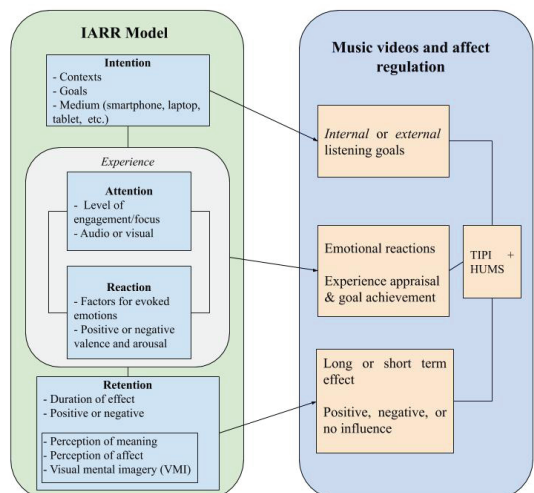 IARR Model
Intention
- Contexts
- Goals
- Medium (smartphone, laptop,
tablet, etc.)
Experience
Attention
- Level of
engagement/focus
- Audio or visual
Reaction
- Factors for evoked
emotions
- Positive or negative
valence and arousal
Retention
- Duration of effect
- Positive or negative
- Perception of meaning
- Perception of affect
- Visual mental imagery (VMI)
Music videos and affect
regulation
Internal or external
listening goals
Emotional reactions
Experience appraisal
& goal achievement
Long or short term
effect
Positive, negative, or
no influence
TIPI +
HUMS